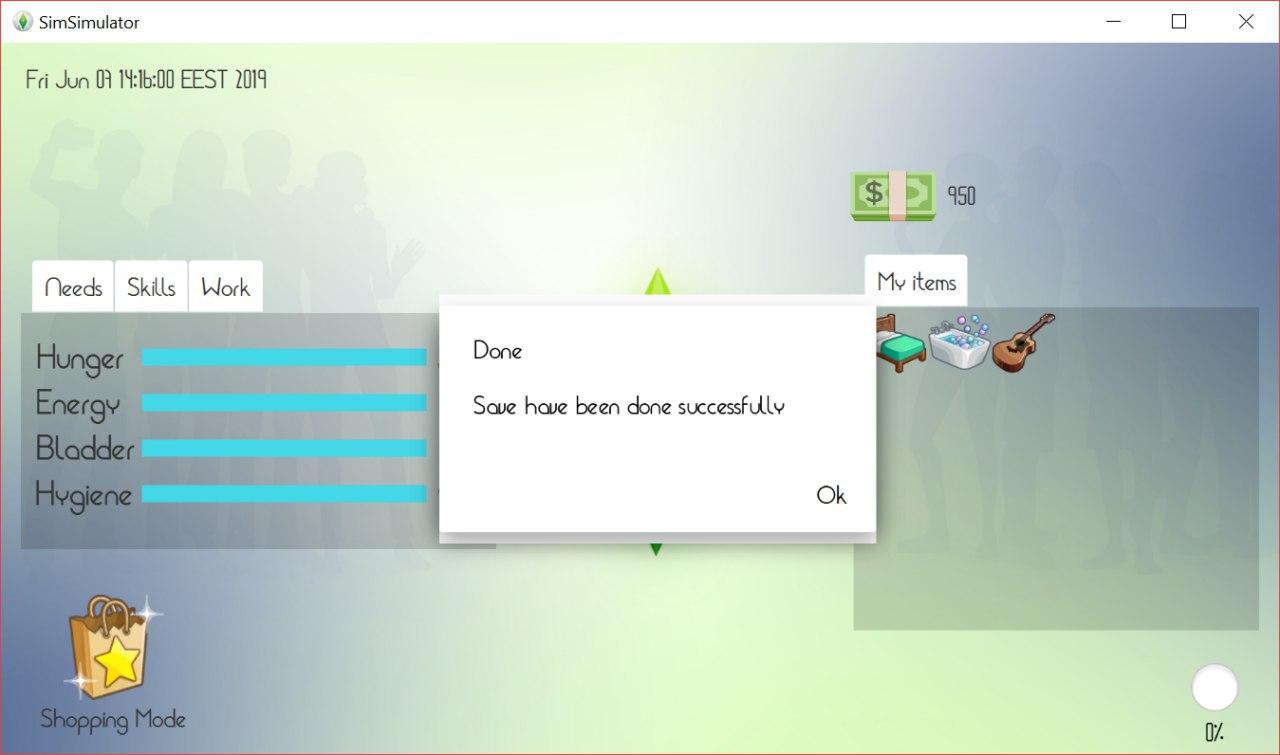 SimSimulator
Fri Jun 07 14:16:00 EEST 2019
950
Needs Skills Work
My items
Hunger
Energy
Bladder
Hygiene
Done
Save have been done successfully
Ok
Shopping Mode
0%